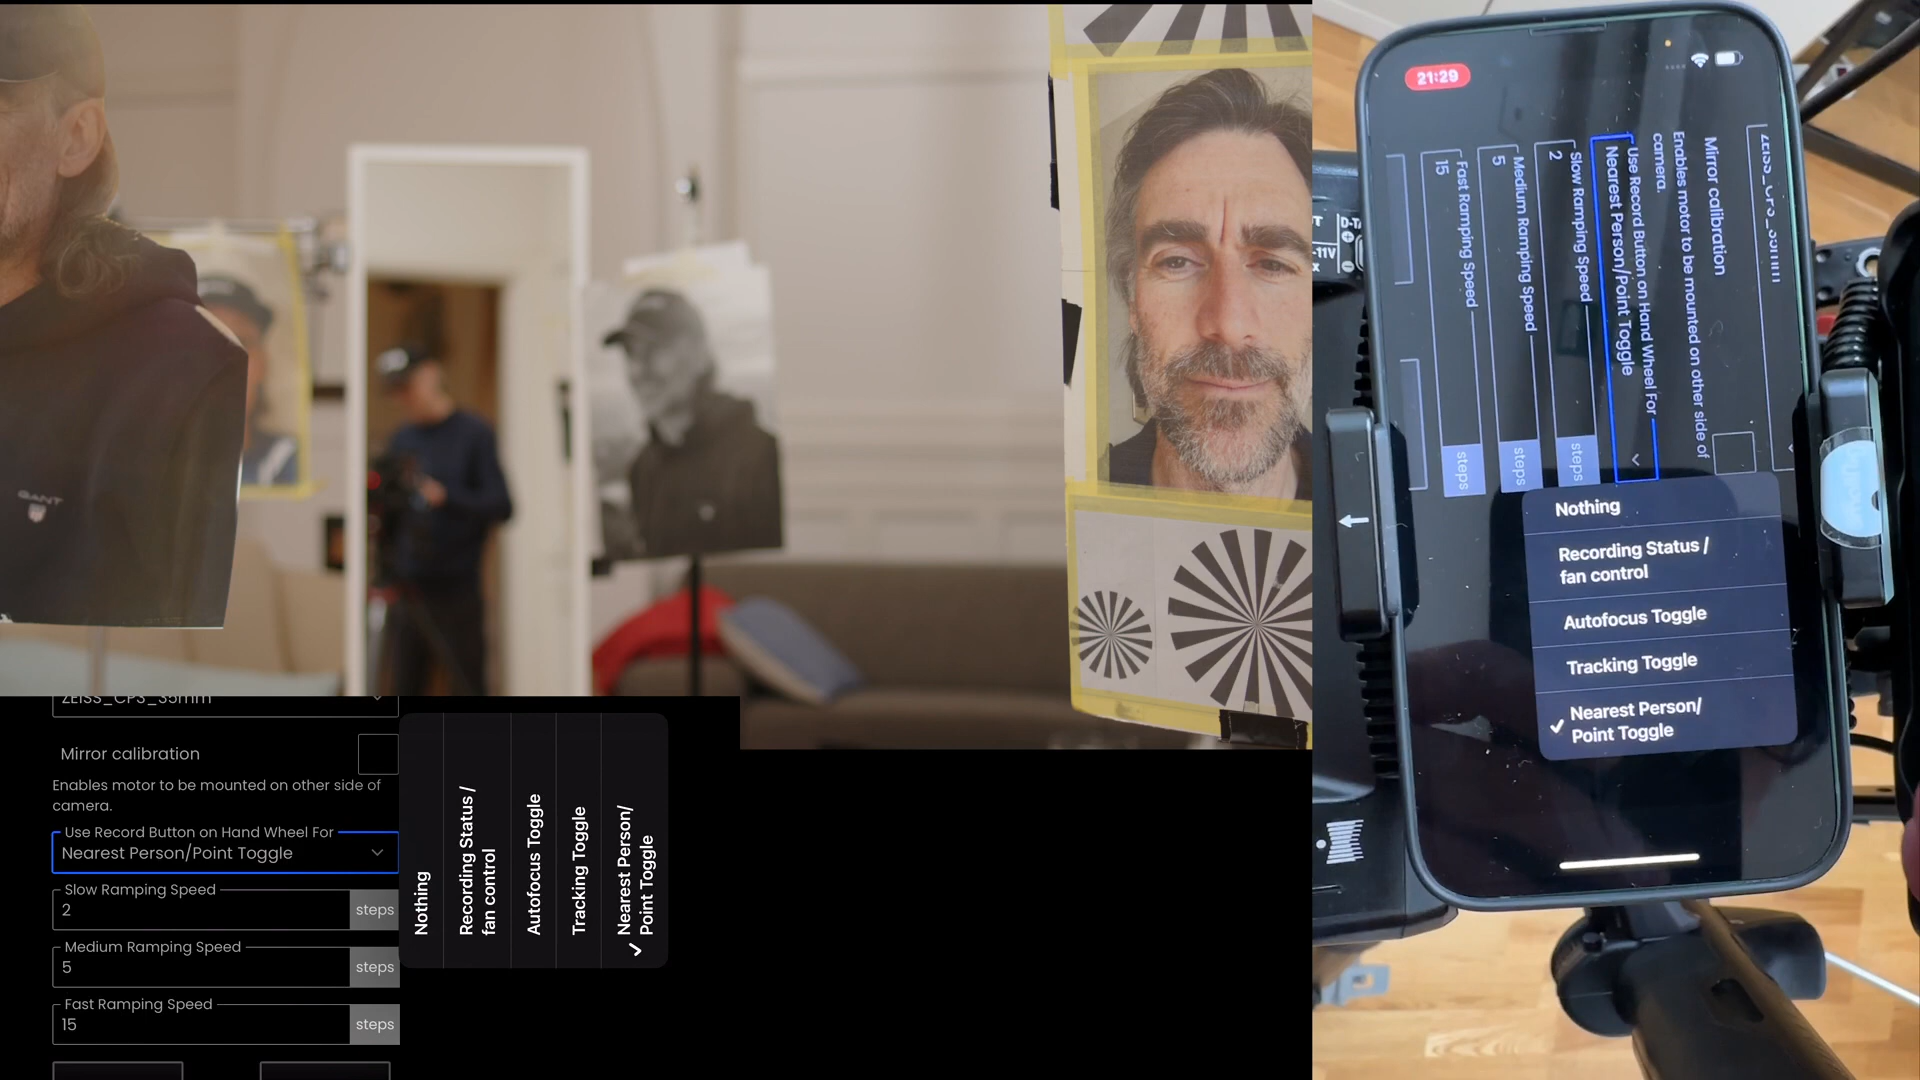 GANT
ZEISS_CP3_35mm
Mirror calibration
Enables motor to be mounted on other side of
camera.
Use Record Button on Hand Wheel For
Nearest Person/Point Toggle
Slow Ramping Speed
2
steps
Medium Ramping Speed
5
steps
Fast Ramping Speed
15
steps
Nothing
Recording Status /
fan control
Autofocus Toggle
Tracking Toggle
Nearest Person/
Point Toggle
21:29
Mirror calibration
Enables motor to be mounted on other side of
camera.
Use Record Button on Hand Wheel For
Nearest Person/Point Toggle
Slow Ramping Speed
2
steps
Medium Ramping Speed
5
steps
Fast Ramping Speed
15
steps
Nothing
Recording Status /
fan control
Autofocus Toggle
Tracking Toggle
Nearest Person/
Point Toggle
-11V